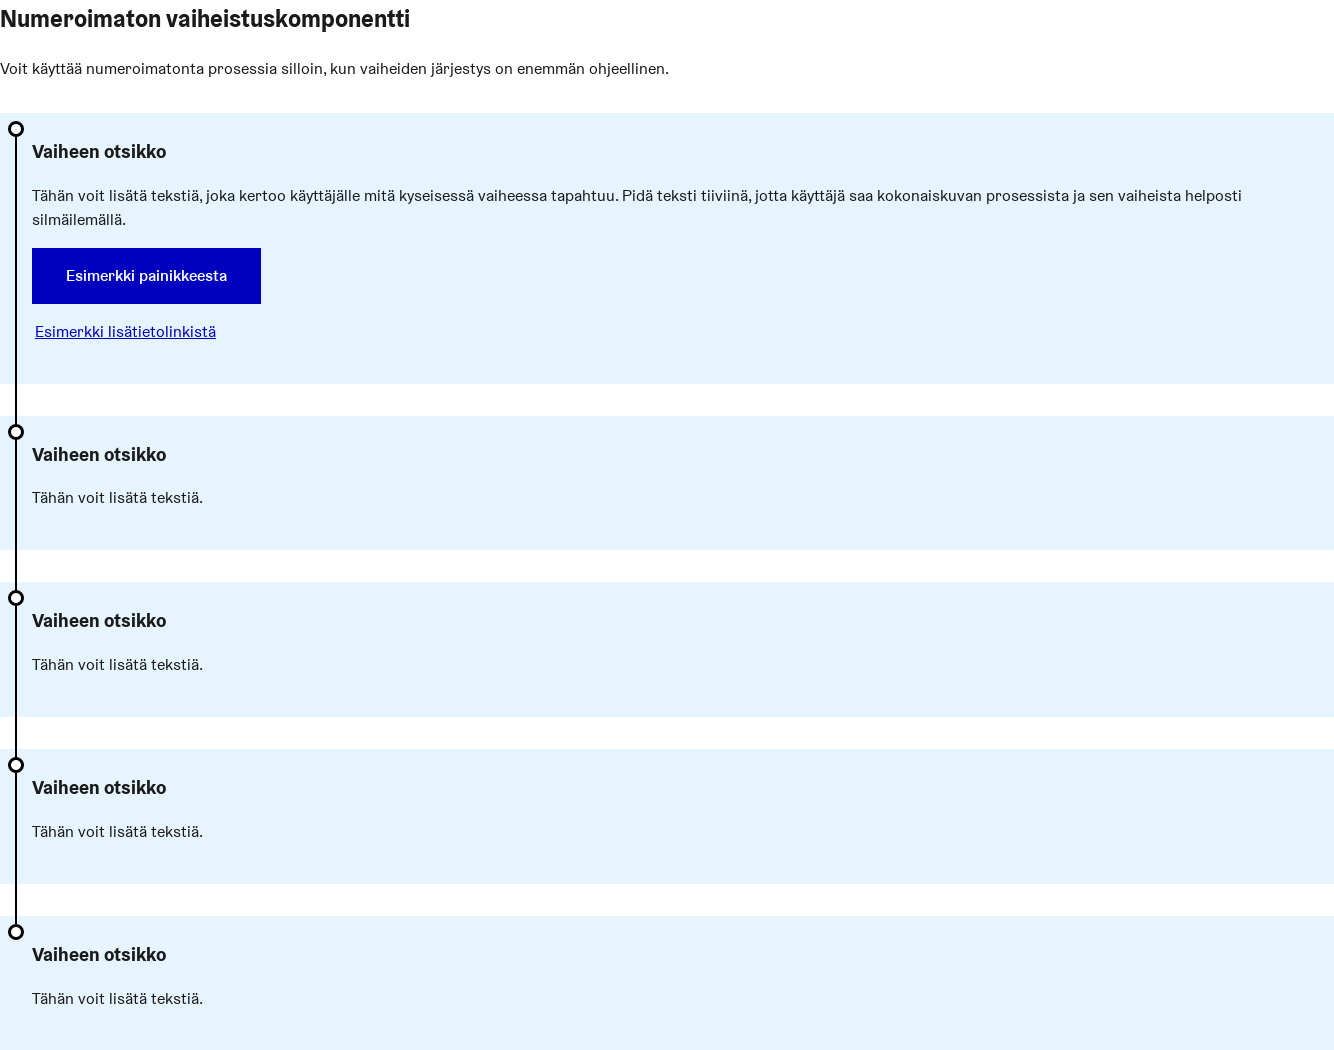 Numeroimaton vaiheistuskomponentti
Voit käyttää numeroimatonta prosessia silloin, kun vaiheiden järjestys on enemmän ohjeellinen.
Vaiheen otsikko
Tähän voit lisätä tekstiä, joka kertoo käyttäjälle mitä kyseisessä vaiheessa tapahtuu. Pidä teksti tiiviinä, jotta käyttäjä saa kokonaiskuvan prosessista ja sen vaiheista helposti
silmäilemällä.
Esimerkki painikkeesta
Esimerkki lisätietolinkistä
Vaiheen otsikko
Tähän voit lisätä tekstiä.
Vaiheen otsikko
Tähän voit lisätä tekstiä.
Vaiheen otsikko
Tähän voit lisätä tekstiä.
Vaiheen otsikko
Tähän voit lisätä tekstiä.